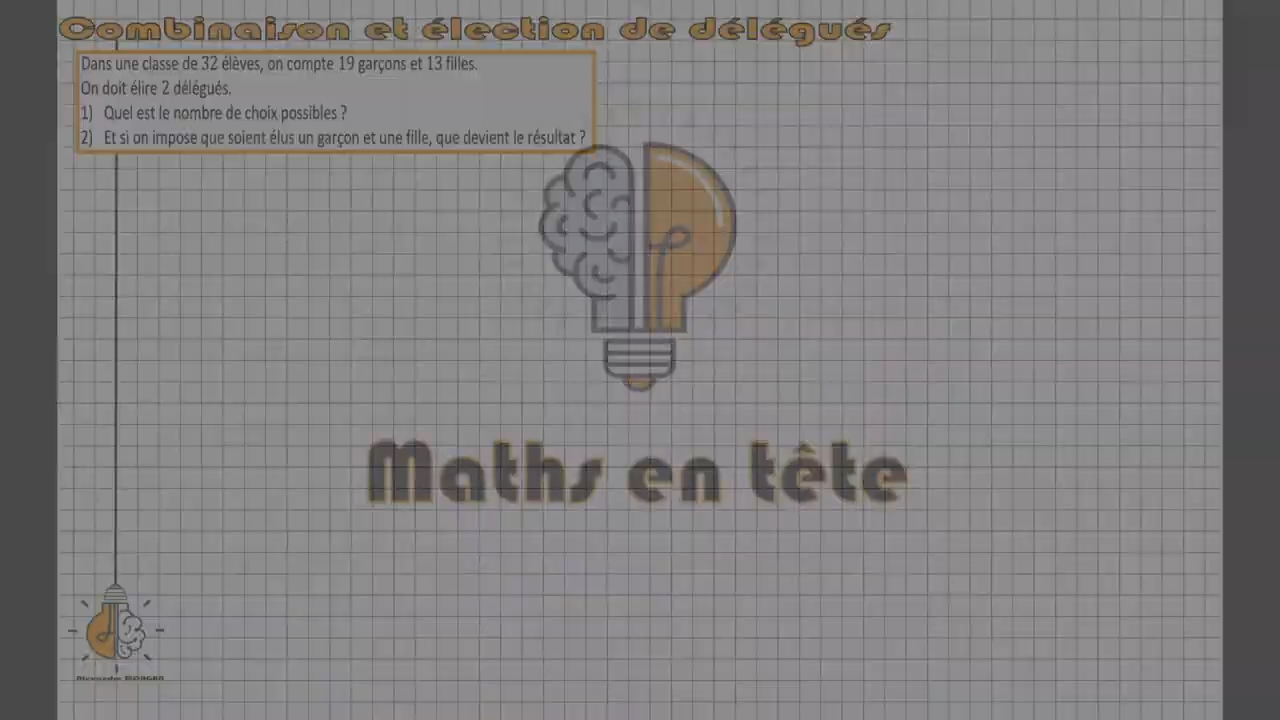 Combinaison et élection de délégués
Dans une classe de 32 élèves, on compte 19 garçons et 13 filles.
On doit élire 2 délégués.
1) Quel est le nombre de choix possibles ?
2) Et si on impose que soient élus un garçon et une fille, que devient le résultat ?
Maths en tête